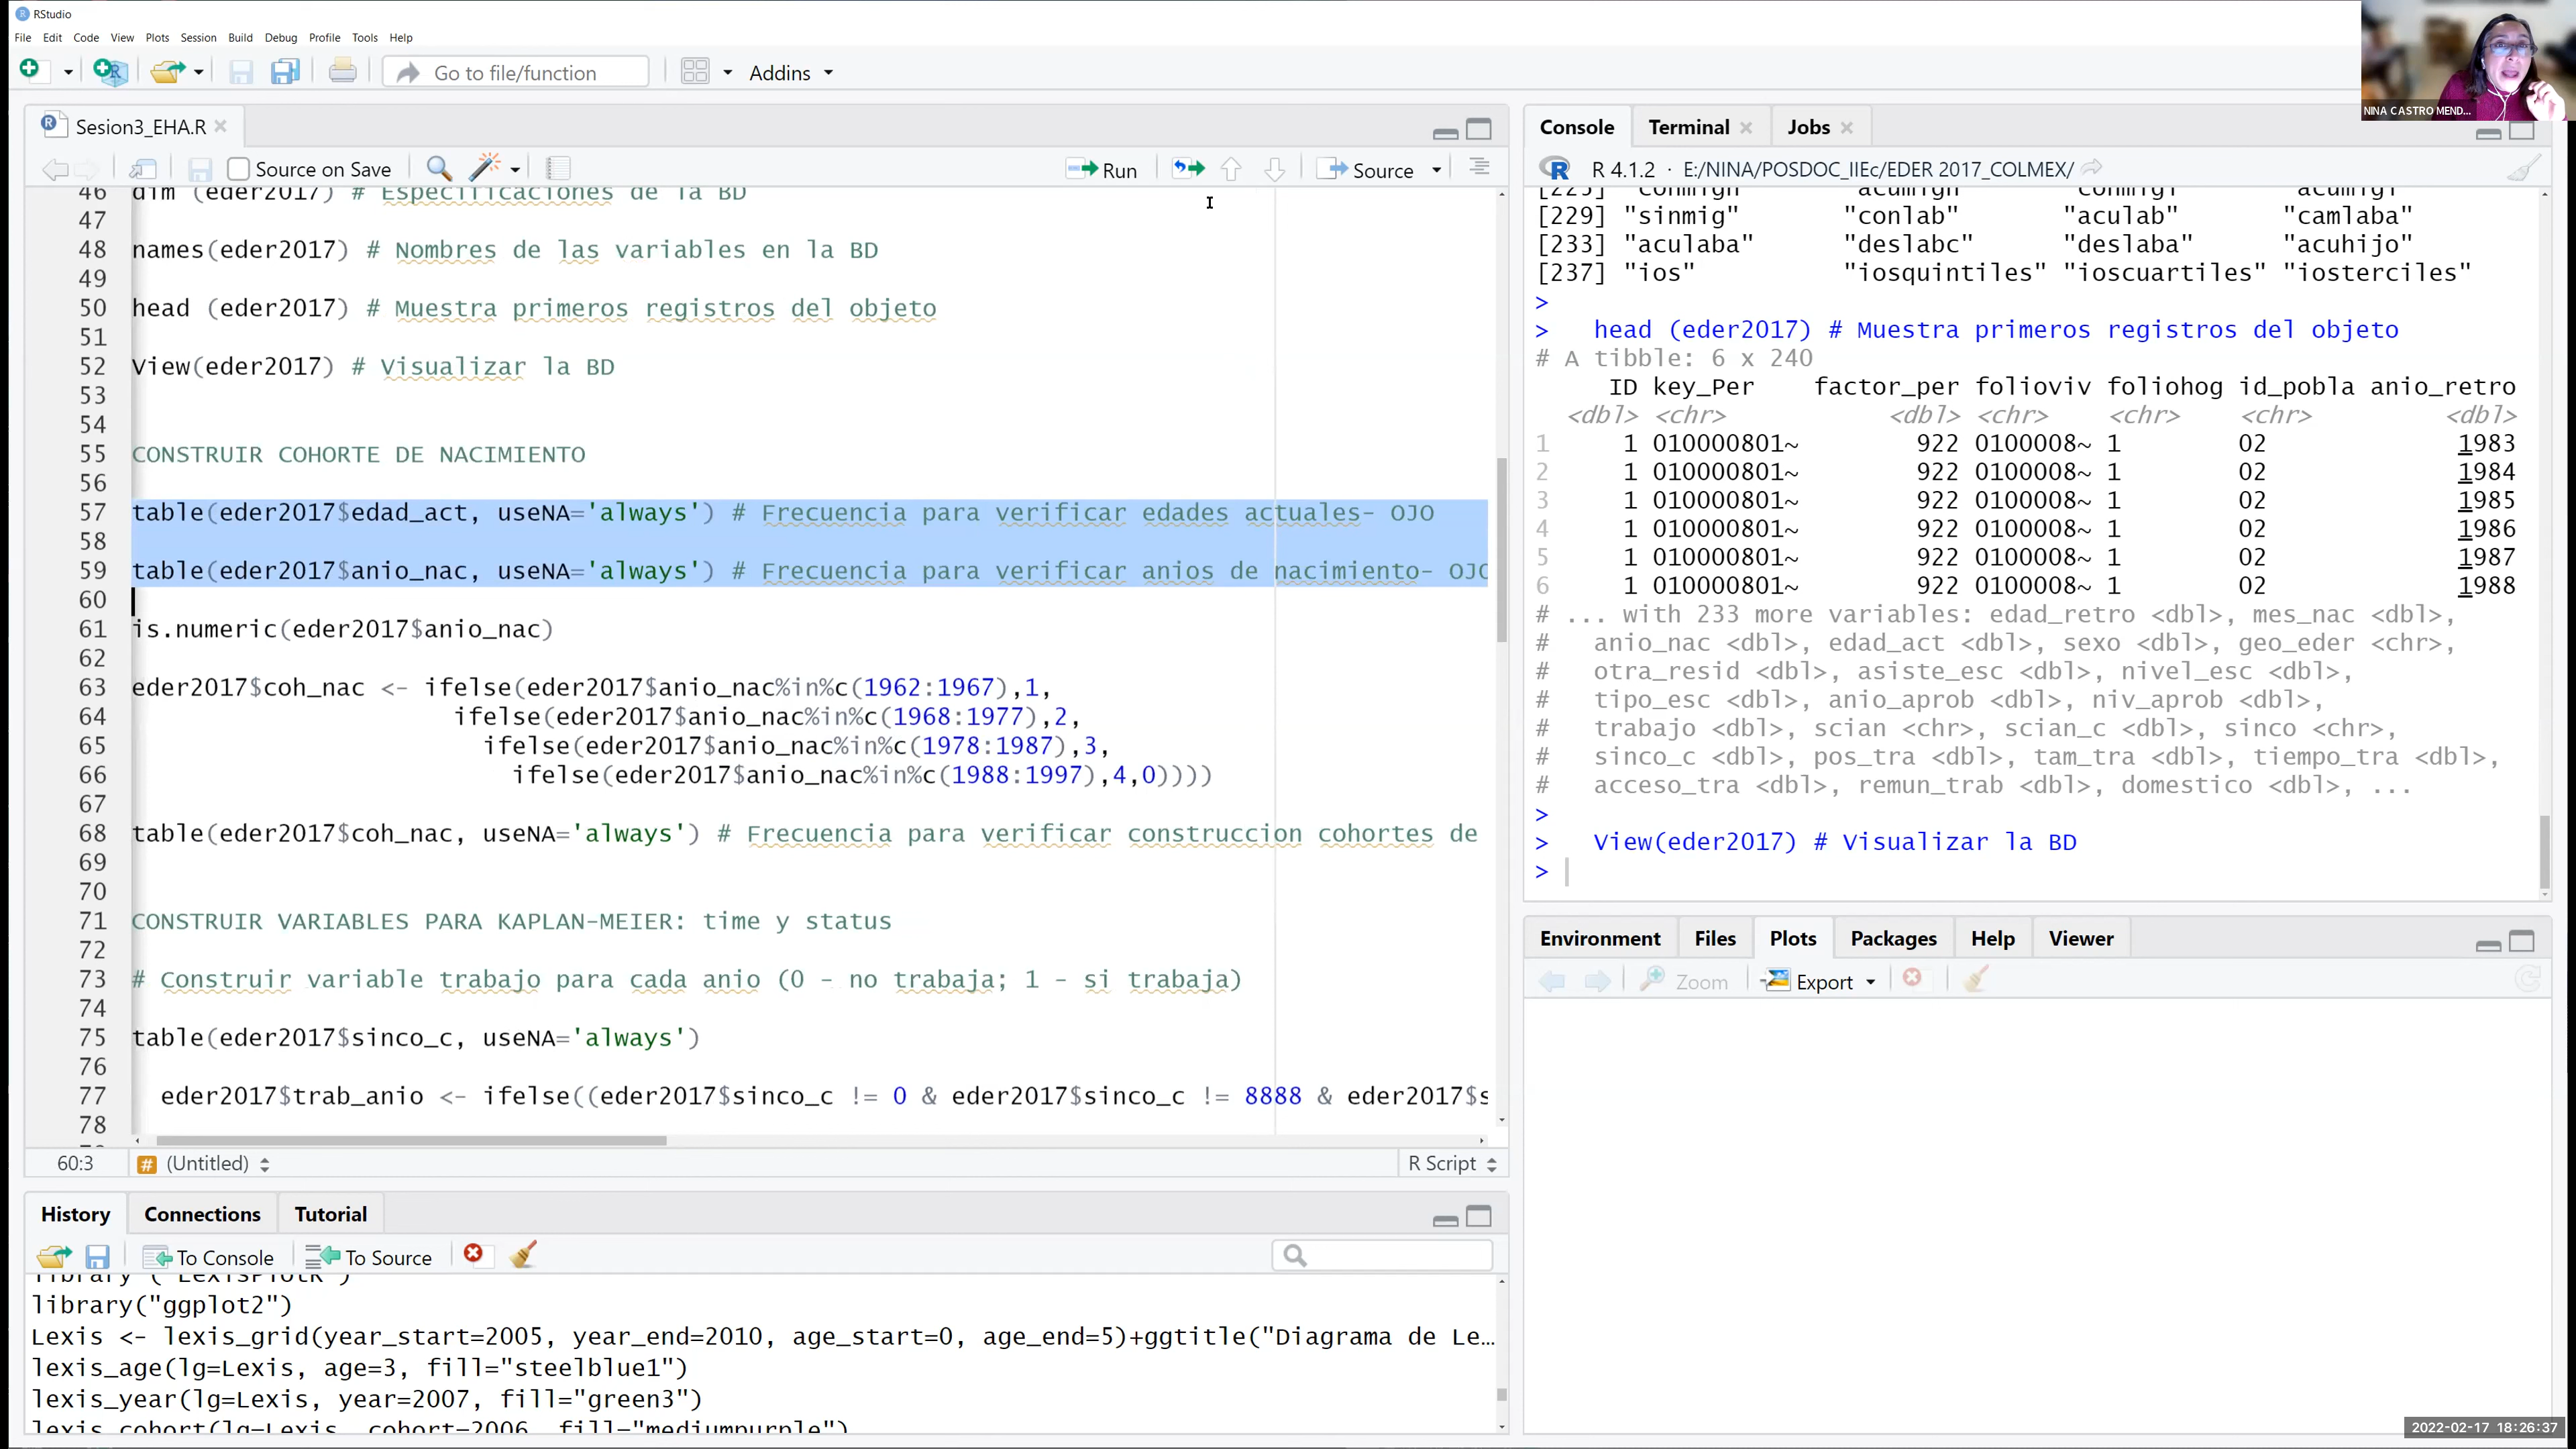 RStudio
File Edit Code View Plots Session Build Debug Profile Tools Help
Go to file/function Addins
NINA CASTRO MEND...
Sesion3_EHA.R
Source on Save Run Source
46 dim (eder2017) # Especificaciones de la BD
47
48 names(eder2017) # Nombres de las variables en la BD
49
50 head (eder2017) # Muestra primeros registros del objeto
51
52 View(eder2017) # Visualizar la BD
53
54
55 CONSTRUIR COHORTE DE NACIMIENTO
56
57 table(eder2017$edad_act, useNA='always') # Frecuencia para verificar edades actuales- OJO
58
59 table(eder2017$anio_nac, useNA='always') # Frecuencia para verificar anios de nacimiento- OJO
60
61 is.numeric(eder2017$anio_nac)
62
63 eder2017$coh_nac <- ifelse(eder2017$anio_nac%in%c(1962:1967),1,
64 ifelse(eder2017$anio_nac%in%c(1968:1977),2,
65 ifelse(eder2017$anio_nac%in%c(1978:1987),3,
66 ifelse(eder2017$anio_nac%in%c(1988:1997),4,0))))
67
68 table(eder2017$coh_nac, useNA='always') # Frecuencia para verificar construccion cohortes de
69
70
71 CONSTRUIR VARIABLES PARA KAPLAN-MEIER: time y status
72
73 # Construir variable trabajo para cada anio (0 - no trabaja; 1 - si trabaja)
74
75 table(eder2017$sinco_c, useNA='always')
76
77 eder2017$trab_anio <- ifelse((eder2017$sinco_c != 0 & eder2017$sinco_c != 8888 & eder2017$s
78
60:3 # (Untitled) R Script
History Connections Tutorial
To Console To Source
library ("LexisPlotR")
library("ggplot2")
Lexis <- lexis_grid(year_start=2005, year_end=2010, age_start=0, age_end=5)+ggtitle("Diagrama de Le...
lexis_age(lg=Lexis, age=3, fill="steelblue1")
lexis_year(lg=Lexis, year=2007, fill="green3")
lexis_cohort(lg=Lexis, cohort=2006, fill="mediumpurple")
Console Terminal Jobs
R 4.1.2 · E:/NINA/POSDOC_IIEc/EDER 2017_COLMEX/
[225] "conmigh" "acumigh" "conmigi" "acumigi"
[229] "sinmig" "conlab" "aculab" "camlaba"
[233] "aculaba" "deslabc" "deslaba" "acuhijo"
[237] "ios" "iosquintiles" "ioscuartiles" "iosterciles"
>
> head (eder2017) # Muestra primeros registros del objeto
# A tibble: 6 x 240
ID key_Per factor_per folioviv foliohog id_pobla anio_retro
<dbl> <chr> <dbl> <chr> <chr> <chr> <dbl>
1 1 010000801~ 922 0100008~ 1 02 1983
2 1 010000801~ 922 0100008~ 1 02 1984
3 1 010000801~ 922 0100008~ 1 02 1985
4 1 010000801~ 922 0100008~ 1 02 1986
5 1 010000801~ 922 0100008~ 1 02 1987
6 1 010000801~ 922 0100008~ 1 02 1988
# ... with 233 more variables: edad_retro <dbl>, mes_nac <dbl>,
# anio_nac <dbl>, edad_act <dbl>, sexo <dbl>, geo_eder <chr>,
# otra_resid <dbl>, asiste_esc <dbl>, nivel_esc <dbl>,
# tipo_esc <dbl>, anio_aprob <dbl>, niv_aprob <dbl>,
# trabajo <dbl>, scian <chr>, scian_c <dbl>, sinco <chr>,
# sinco_c <dbl>, pos_tra <dbl>, tam_tra <dbl>, tiempo_tra <dbl>,
# acceso_tra <dbl>, remun_trab <dbl>, domestico <dbl>, ...
>
> View(eder2017) # Visualizar la BD
>
Environment Files Plots Packages Help Viewer
Zoom Export
2022-02-17 18:26:37